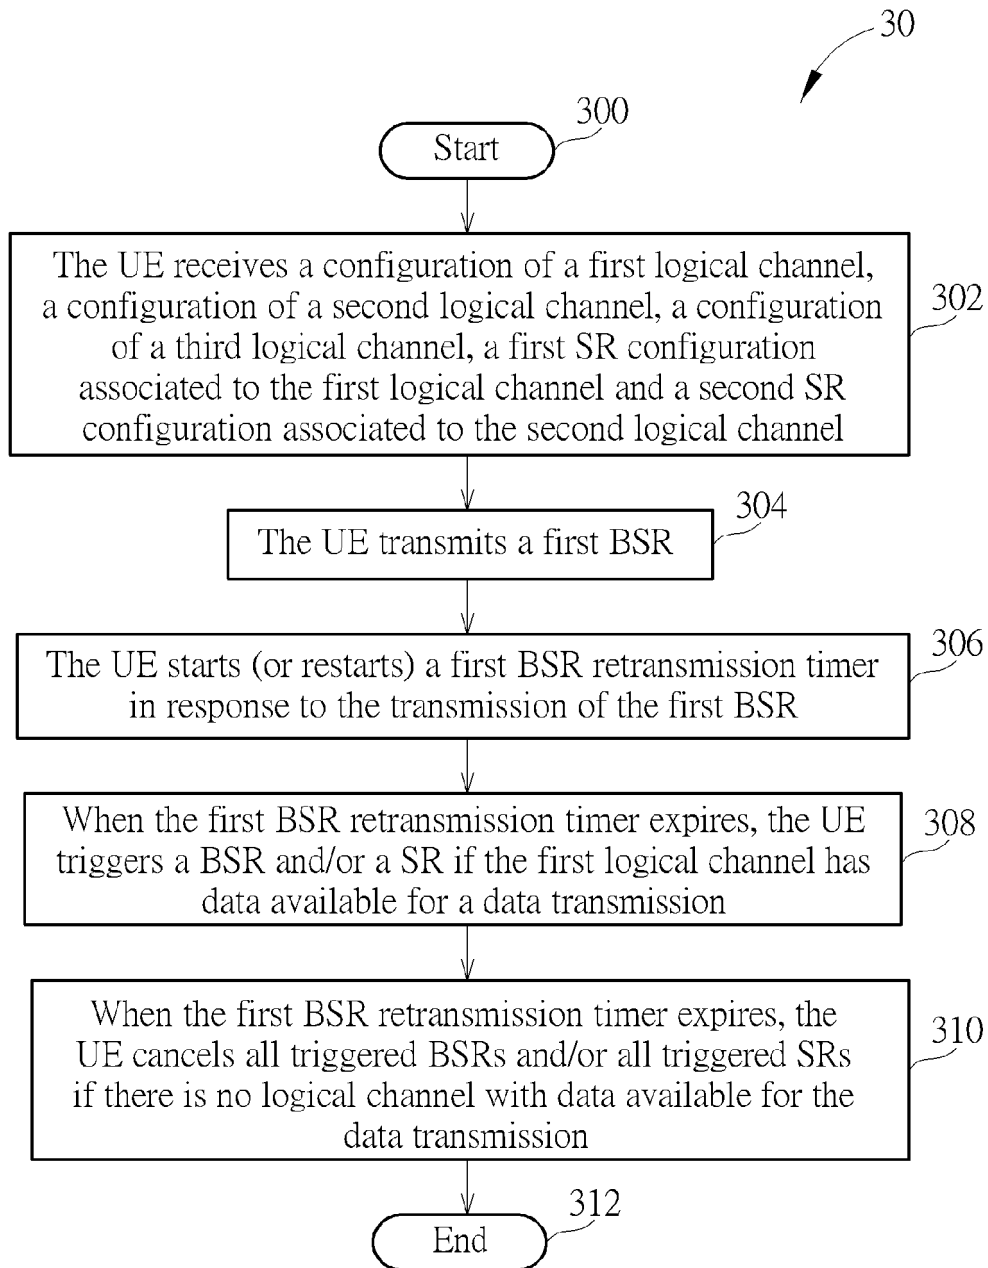 30
300
Start
The UE receives a configuration of a first logical channel,
a configuration of a second logical channel, a configuration
of a third logical channel, a first SR configuration
associated to the first logical channel and a second SR
configuration associated to the second logical channel
302
304
The UE transmits a first BSR
The UE starts (or restarts) a first BSR retransmission timer
in response to the transmission of the first BSR
306
When the first BSR retransmission timer expires, the UE
triggers a BSR and/or a SR if the first logical channel has
data available for a data transmission
308
When the first BSR retransmission timer expires, the
UE cancels all triggered BSRs and/or all triggered SRs
if there is no logical channel with data available for the
data transmission
310
312
End